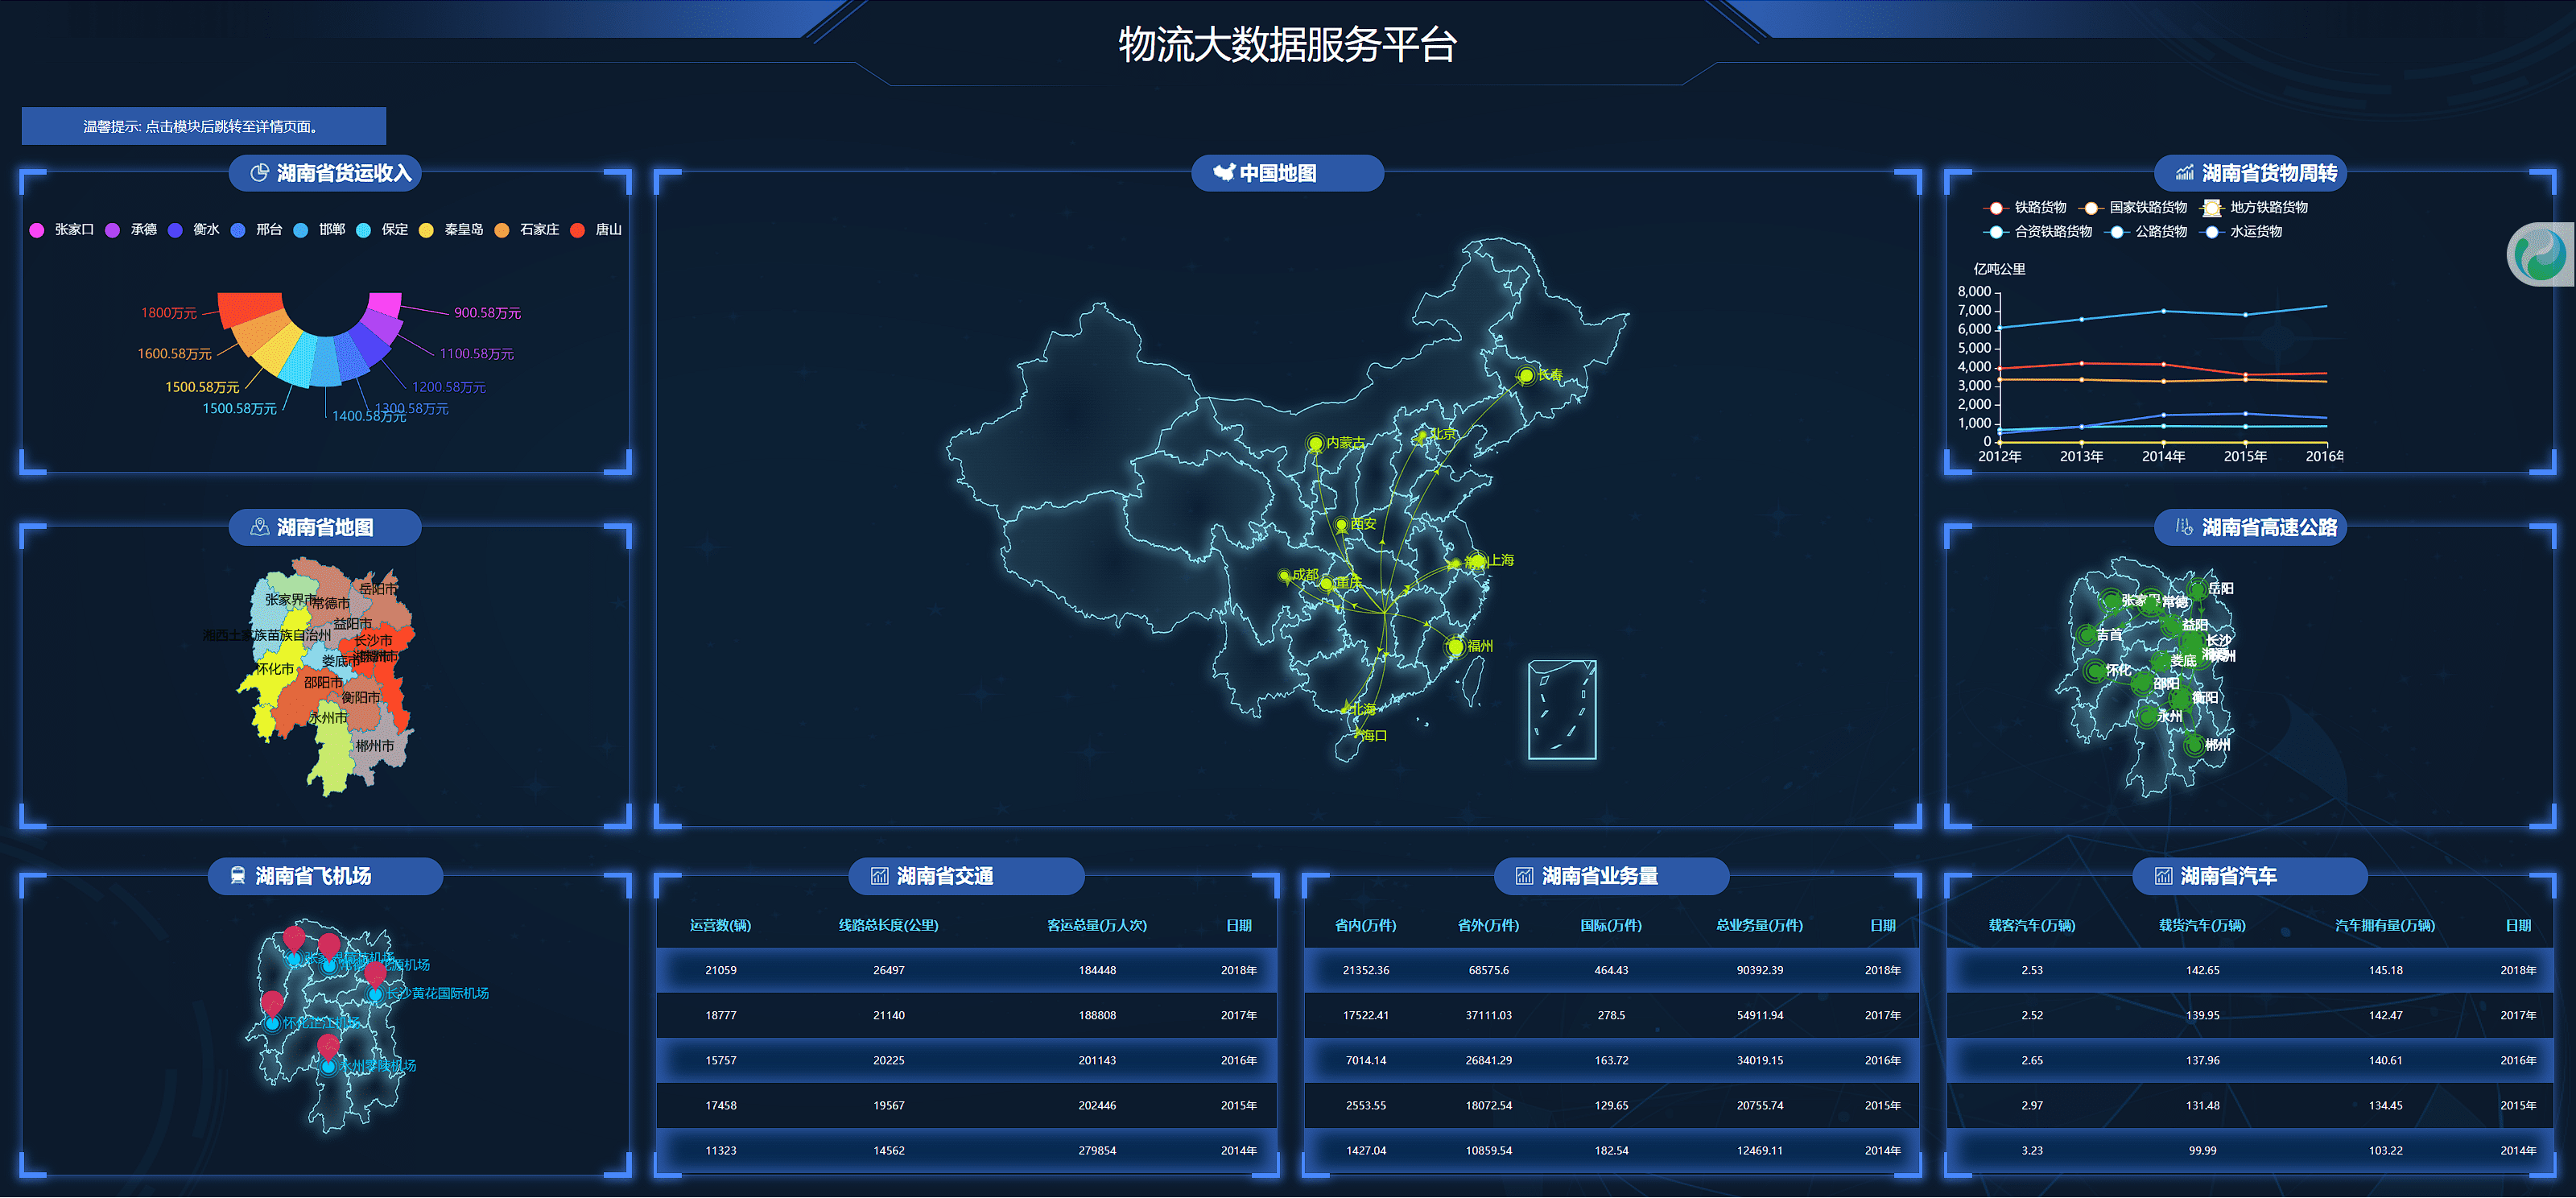 物流大数据服务平台
温馨提示: 点击模块后跳转至详情页面。
湖南省货运收入
张家口 承德 衡水 邢台 邯郸 保定 秦皇岛 石家庄 唐山
1800万元
900.58万元
1600.58万元
1100.58万元
1500.58万元
1200.58万元
1500.58万元
1300.58万元
1400.58万元
湖南省地图
岳阳市
张家界市
常德市
益阳市
湘西土家族苗族自治州
长沙市
娄底市
怀化市
邵阳市
衡阳市
永州市
郴州市
湖南省飞机场
长沙黄花国际机场
怀化芷江机场
永州零陵机场
中国地图
长春
内蒙古
北京
西安
上海
成都
重庆
福州
北海
海口
湖南省货物周转
铁路货物 国家铁路货物 地方铁路货物
合资铁路货物 公路货物 水运货物
亿吨公里
8,000
7,000
6,000
5,000
4,000
3,000
2,000
1,000
0
2012年 2013年 2014年 2015年 2016年
湖南省高速公路
岳阳
常德
益阳
吉首
长沙
娄底
怀化
邵阳
衡阳
永州
郴州
湖南省交通
运营数(辆) 线路总长度(公里) 客运总量(万人次) 日期
21059 26497 184448 2018年
18777 21140 188808 2017年
15757 20225 201143 2016年
17458 19567 202446 2015年
11323 14562 279854 2014年
湖南省业务量
省内(万件) 省外(万件) 国际(万件) 总业务量(万件) 日期
21352.36 68575.6 464.43 90392.39 2018年
17522.41 37111.03 278.5 54911.94 2017年
7014.14 26841.29 163.72 34019.15 2016年
2553.55 18072.54 129.65 20755.74 2015年
1427.04 10859.54 182.54 12469.11 2014年
湖南省汽车
载客汽车(万辆) 载货汽车(万辆) 汽车拥有量(万辆) 日期
2.53 142.65 145.18 2018年
2.52 139.95 142.47 2017年
2.65 137.96 140.61 2016年
2.97 131.48 134.45 2015年
3.23 99.99 103.22 2014年